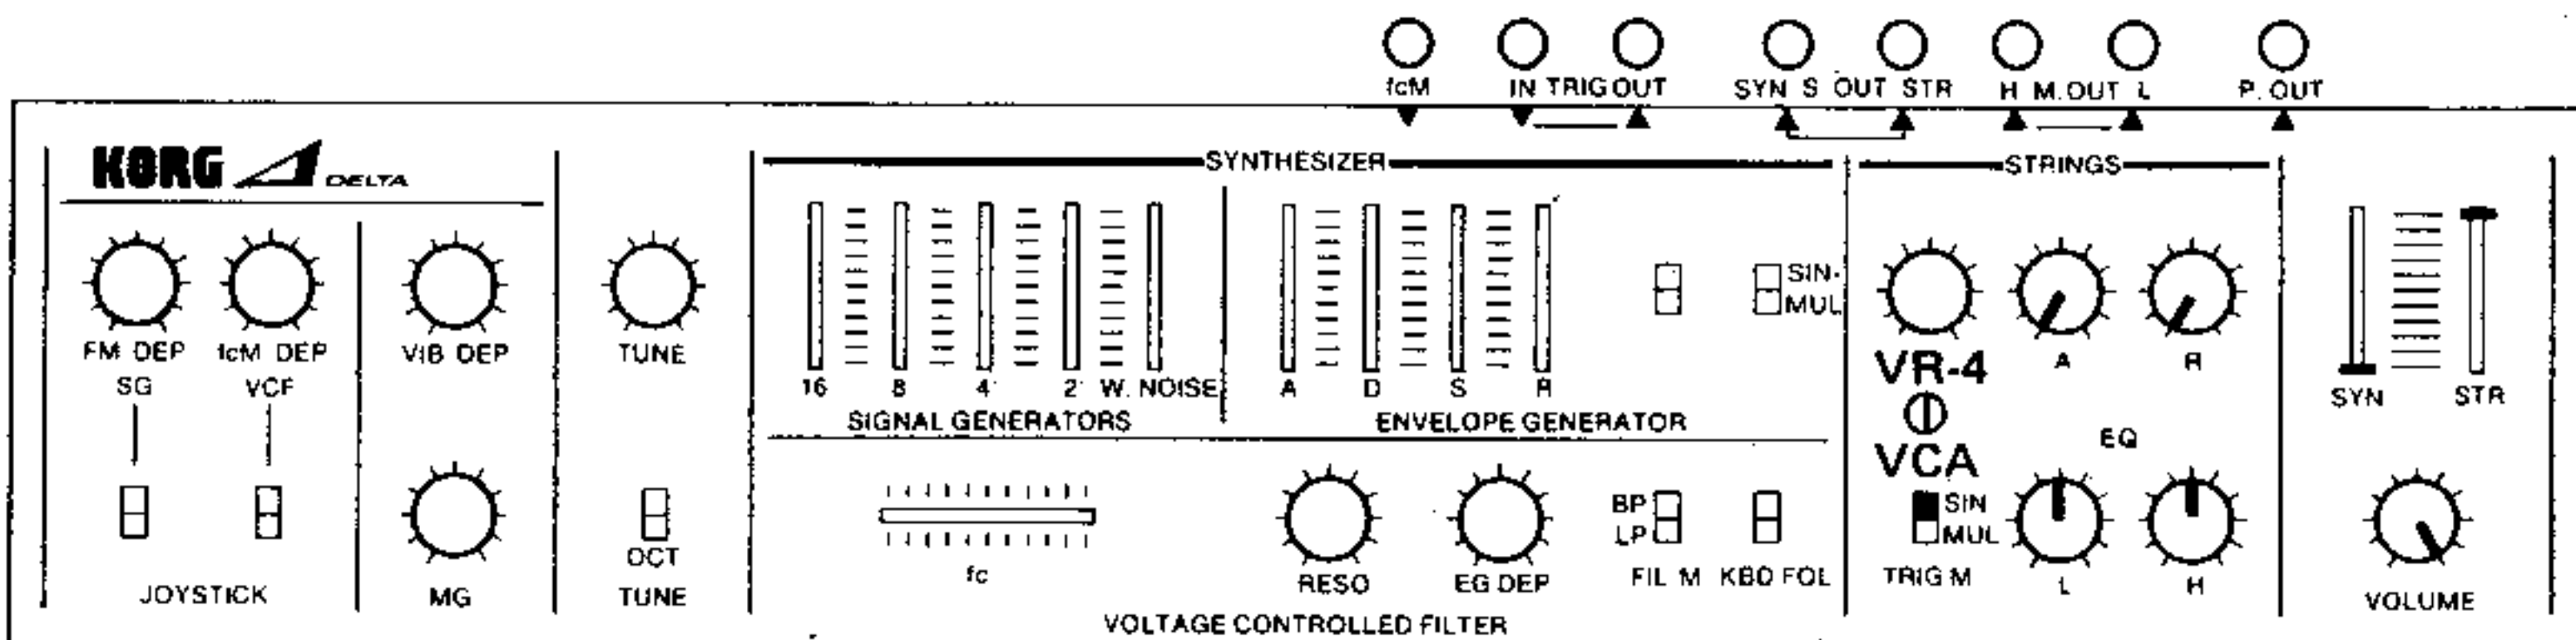 fcM IN TRIG OUT SYN S OUT STR H M.OUT L P. OUT
KORG DELTA
SYNTHESIZER
STRINGS
FM DEP fcM DEP VIB DEP TUNE
SG VCF
16' 8' 4' 2' W. NOISE A D S R
SIGNAL GENERATORS ENVELOPE GENERATOR
SIN
MUL
VR-4 A R
VCA
EQ
SYN STR
OCT
JOYSTICK MG TUNE
fc RESO EG DEP
BP
LP
FIL M KBD FOL
SIN
MUL
TRIG M L H
VOLUME
VOLTAGE CONTROLLED FILTER